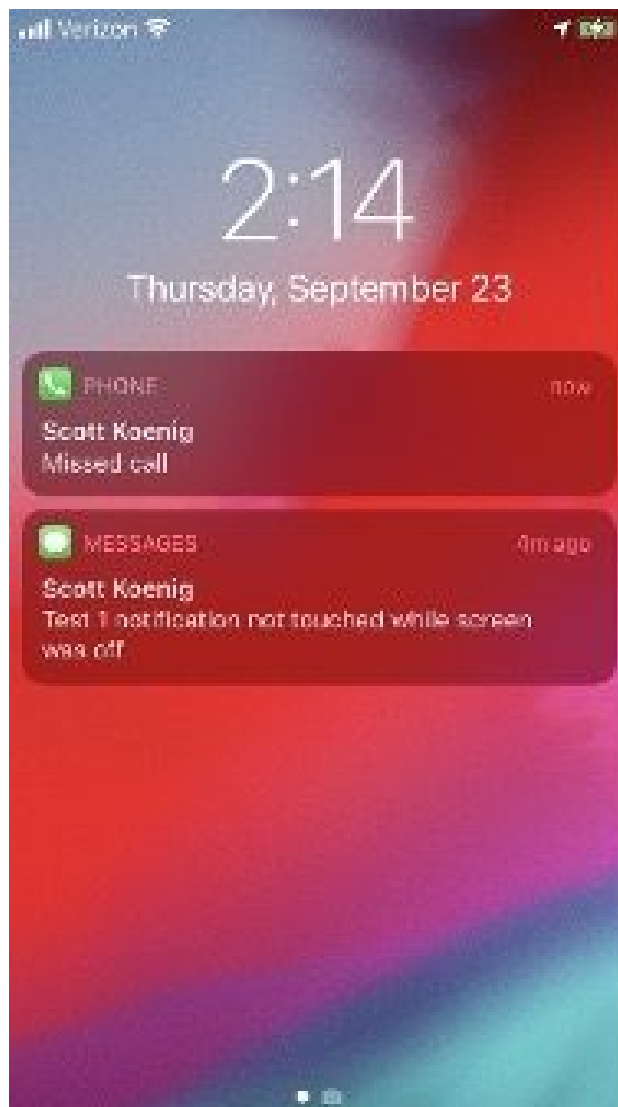 Verizon
2:14
Thursday, September 23
PHONE
now
Scott Koenig
Missed call
MESSAGES
4m ago
Scott Koenig
Test 1 notification not touched while screen
was off